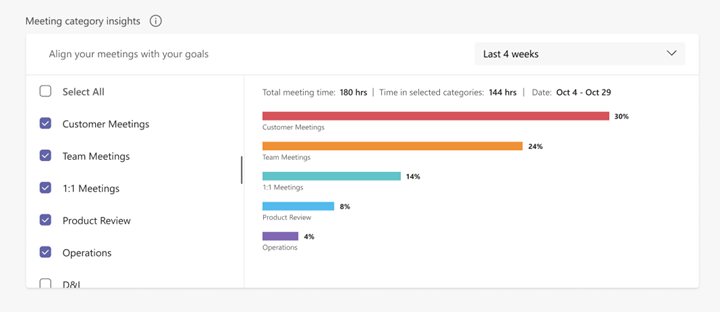 Meeting category insights
Align your meetings with your goals
Last 4 weeks
Select All
Customer Meetings
Team Meetings
1:1 Meetings
Product Review
Operations
D&I
Total meeting time: 180 hrs | Time in selected categories: 144 hrs | Date: Oct 4 - Oct 29
30%
Customer Meetings
24%
Team Meetings
14%
1:1 Meetings
8%
Product Review
4%
Operations